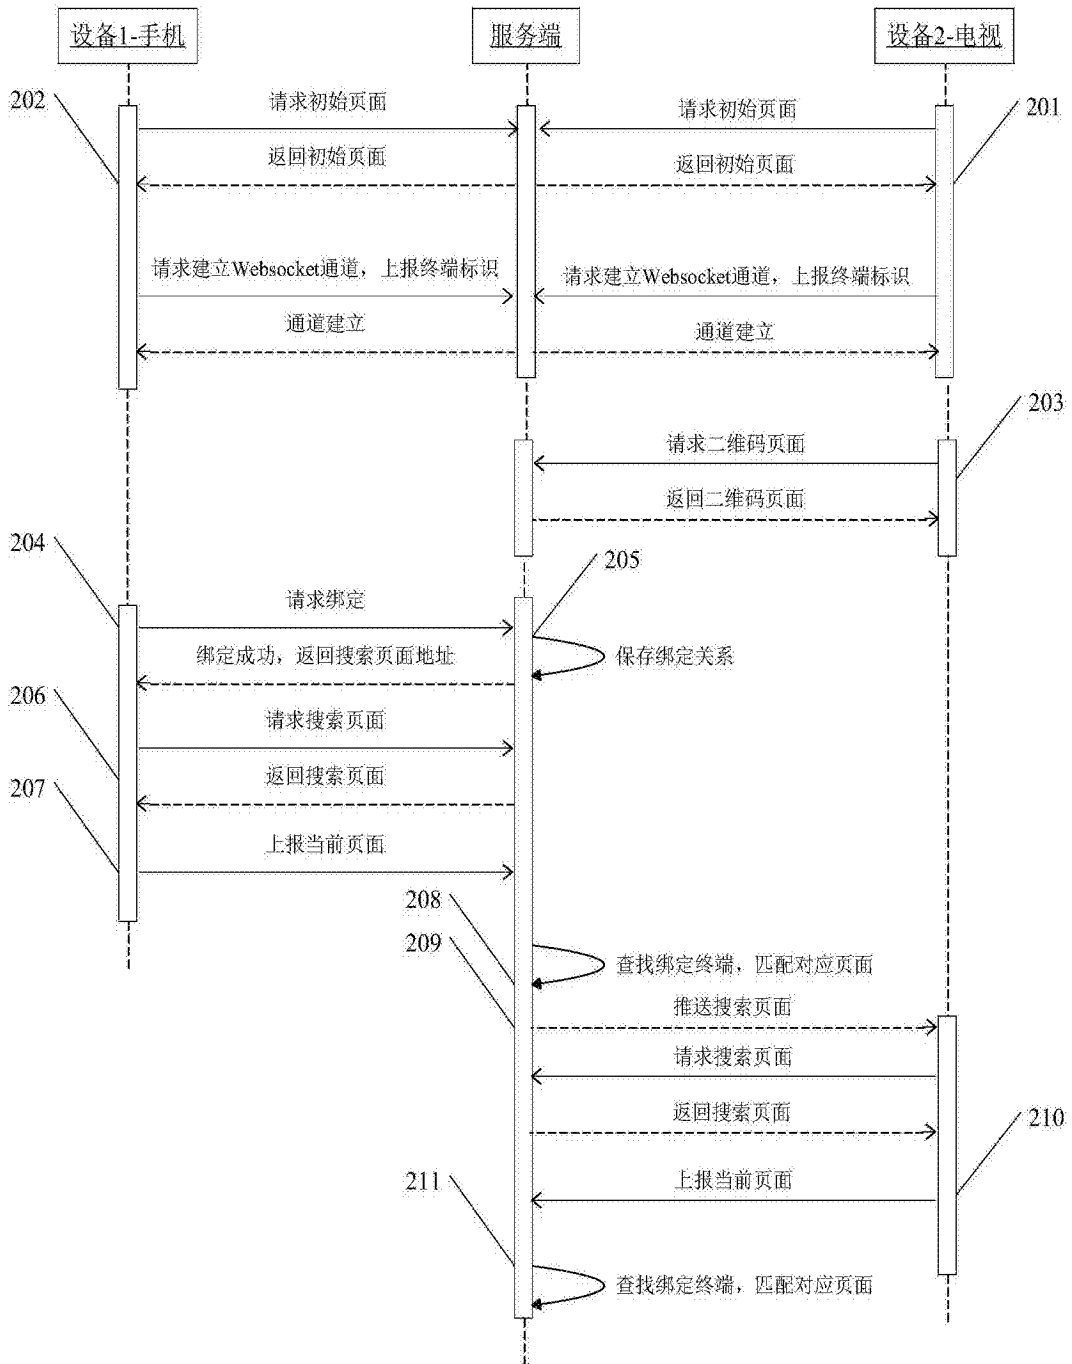 设备1-手机
服务端
设备2-电视
202
请求初始页面
请求初始页面
201
返回初始页面
返回初始页面
请求建立Websocket通道，上报终端标识
请求建立Websocket通道，上报终端标识
通道建立
通道建立
203
请求二维码页面
返回二维码页面
204
205
请求绑定
绑定成功，返回搜索页面地址
保存绑定关系
206
请求搜索页面
207
返回搜索页面
上报当前页面
208
209
查找绑定终端，匹配对应页面
推送搜索页面
请求搜索页面
返回搜索页面
210
211
上报当前页面
查找绑定终端，匹配对应页面